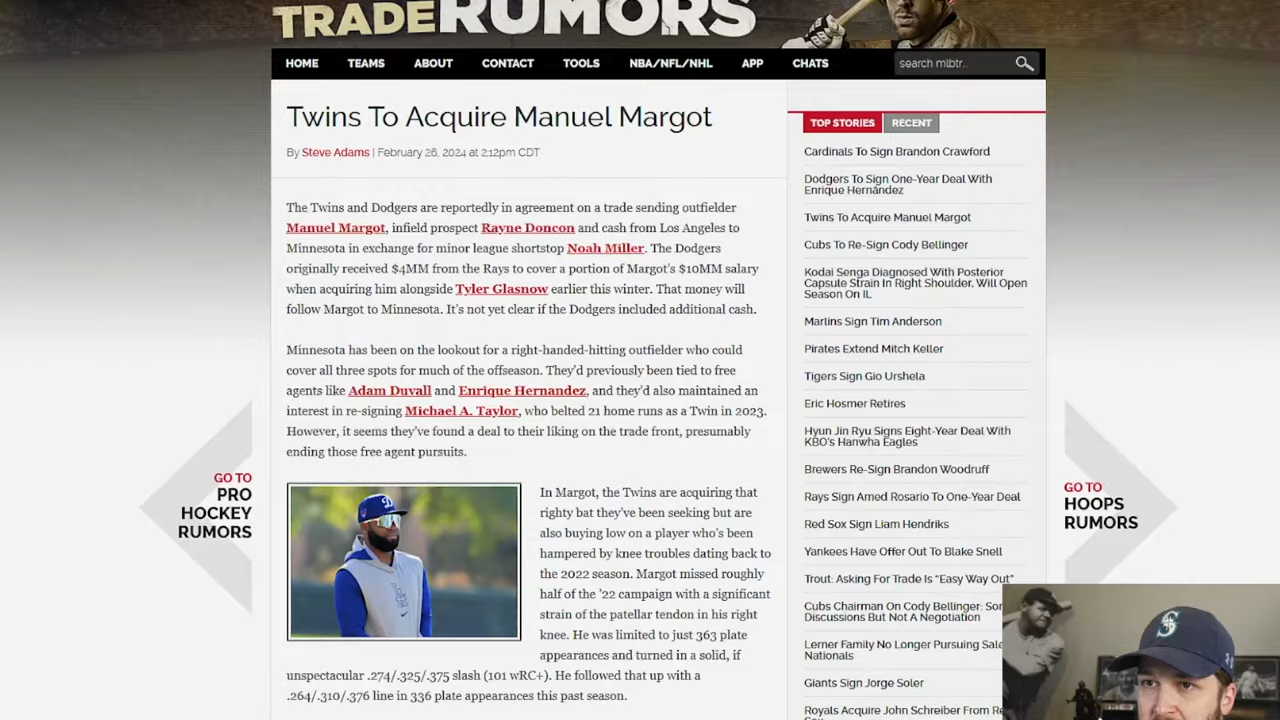 TRADERUMORS
HOME TEAMS ABOUT CONTACT TOOLS NBA/NFL/NHL APP CHATS search mlbtr...
Twins To Acquire Manuel Margot
By Steve Adams | February 26, 2024 at 2:12pm CDT
The Twins and Dodgers are reportedly in agreement on a trade sending outfielder
Manuel Margot, infield prospect Rayne Doncon and cash from Los Angeles to
Minnesota in exchange for minor league shortstop Noah Miller. The Dodgers
originally received $4MM from the Rays to cover a portion of Margot's $10MM salary
when acquiring him alongside Tyler Glasnow earlier this winter. That money will
follow Margot to Minnesota. It's not yet clear if the Dodgers included additional cash.
Minnesota has been on the lookout for a right-handed-hitting outfielder who could
cover all three spots for much of the offseason. They'd previously been tied to free
agents like Adam Duvall and Enrique Hernandez, and they'd also maintained an
interest in re-signing Michael A. Taylor, who belted 21 home runs as a Twin in 2023.
However, it seems they've found a deal to their liking on the trade front, presumably
ending those free agent pursuits.
In Margot, the Twins are acquiring that
righty bat they've been seeking but are
also buying low on a player who's been
hampered by knee troubles dating back to
the 2022 season. Margot missed roughly
half of the '22 campaign with a significant
strain of the patellar tendon in his right
knee. He was limited to just 363 plate
appearances and turned in a solid, if
unspectacular .274/.325/.375 slash (101 wRC+). He followed that up with a
.264/.310/.376 line in 336 plate appearances this past season.
TOP STORIES RECENT
Cardinals To Sign Brandon Crawford
Dodgers To Sign One-Year Deal With
Enrique Hernández
Twins To Acquire Manuel Margot
Cubs To Re-Sign Cody Bellinger
Kodai Senga Diagnosed With Posterior
Capsule Strain In Right Shoulder, Will Open
Season On IL
Marlins Sign Tim Anderson
Pirates Extend Mitch Keller
Tigers Sign Gio Urshela
Eric Hosmer Retires
Hyun Jin Ryu Signs Eight-Year Deal With
KBO's Hanwha Eagles
Brewers Re-Sign Brandon Woodruff
Rays Sign Amed Rosario To One-Year Deal
Red Sox Sign Liam Hendriks
Yankees Have Offer Out To Blake Snell
Trout: Asking For Trade Is "Easy Way Out"
Cubs Chairman On Cody Bellinger:
Discussions But Not A Negotiation
Lerner Family No Longer Pursuing
Nationals
Giants Sign Jorge Soler
Royals Acquire John Schreiber From
GO TO
PRO
HOCKEY
RUMORS
GO TO
HOOPS
RUMORS